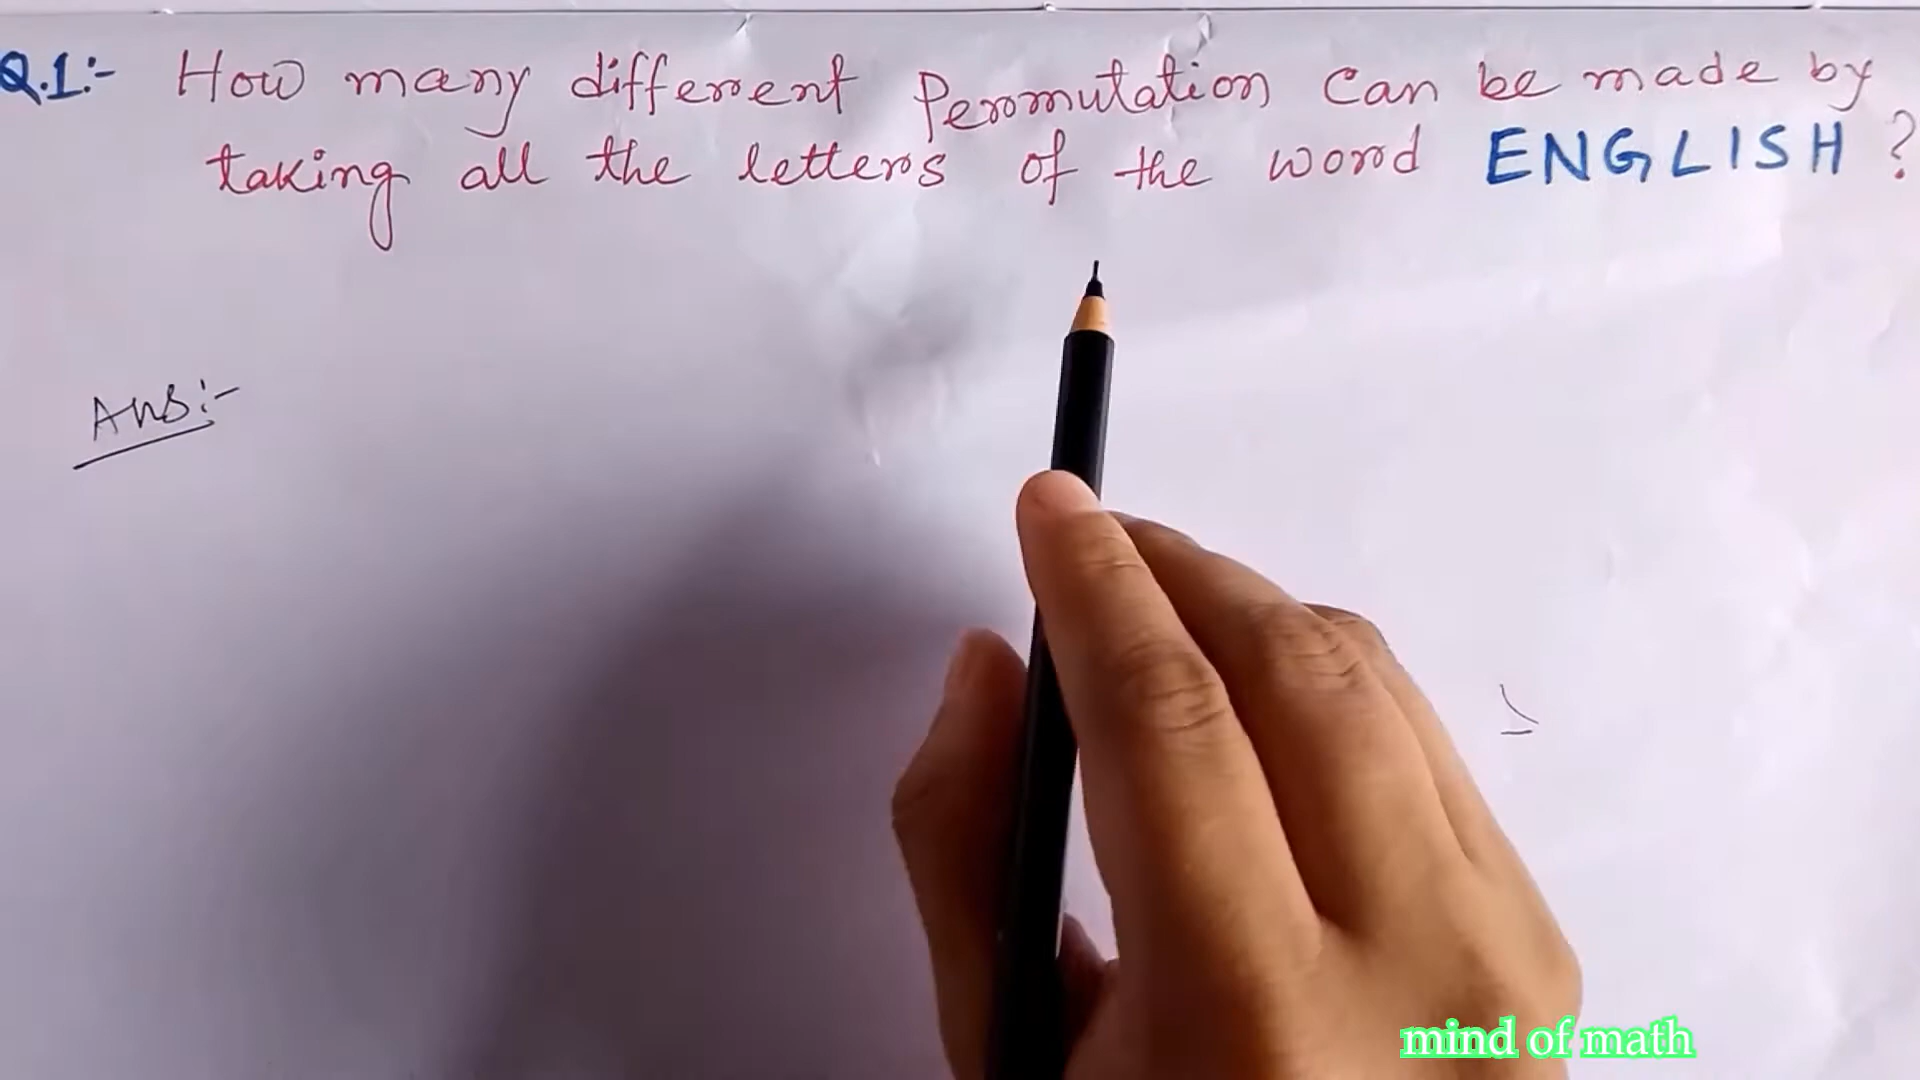 Q.1:- How many different Permutation can be made by
taking all the letters of the word ENGLISH ?
Ans:-
mind of math